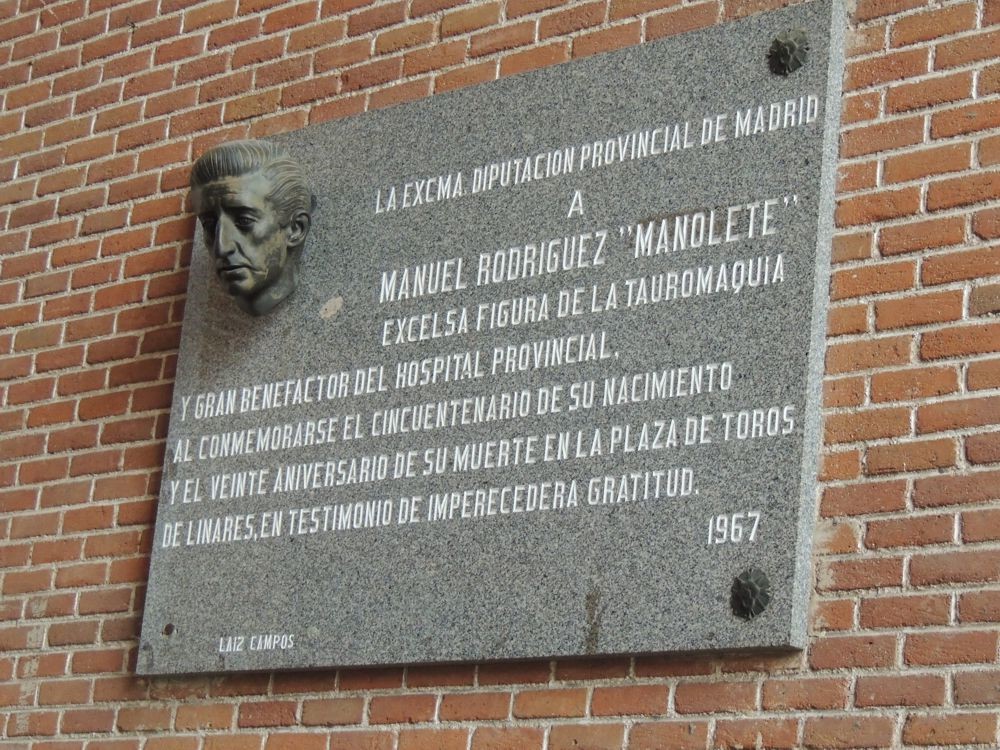 LA EXCMA. DIPUTACION PROVINCIAL DE MADRID
A
MANUEL RODRIGUEZ "MANOLETE"
EXCELSA FIGURA DE LA TAUROMAQUIA
Y GRAN BENEFACTOR DEL HOSPITAL PROVINCIAL.
AL CONMEMORARSE EL CINCUENTENARIO DE SU NACIMIENTO
Y EL VEINTE ANIVERSARIO DE SU MUERTE EN LA PLAZA DE TOROS
DE LINARES, EN TESTIMONIO DE IMPERECEDERA GRATITUD.
1967
LAIZ CAMPOS